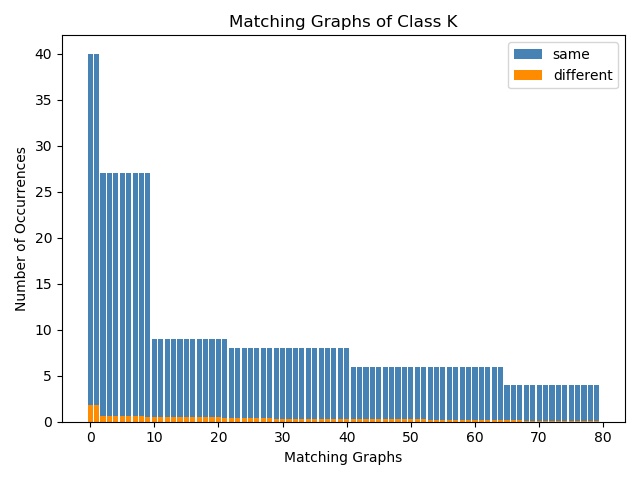 Matching Graphs of Class K
same
different
Number of Occurrences
40
35
30
25
20
15
10
5
0
0 10 20 30 40 50 60 70 80
Matching Graphs